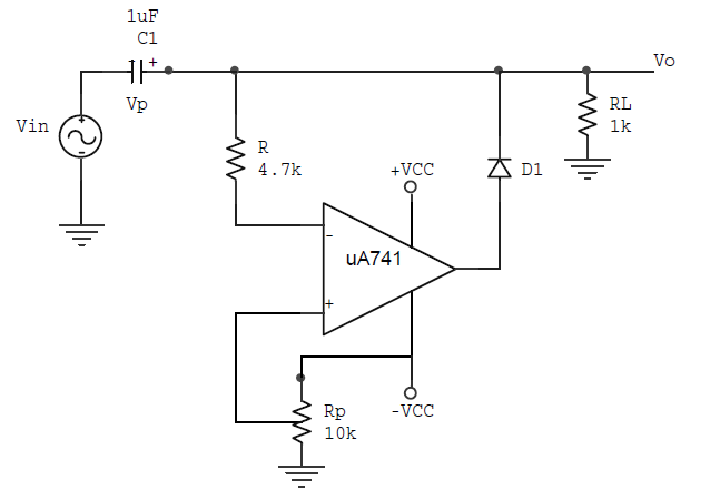 1uF
C1
+
Vp
Vin
+
-
R
4.7k
+VCC
Vo
RL
1k
D1
-
uA741
+
Rp
10k
-VCC